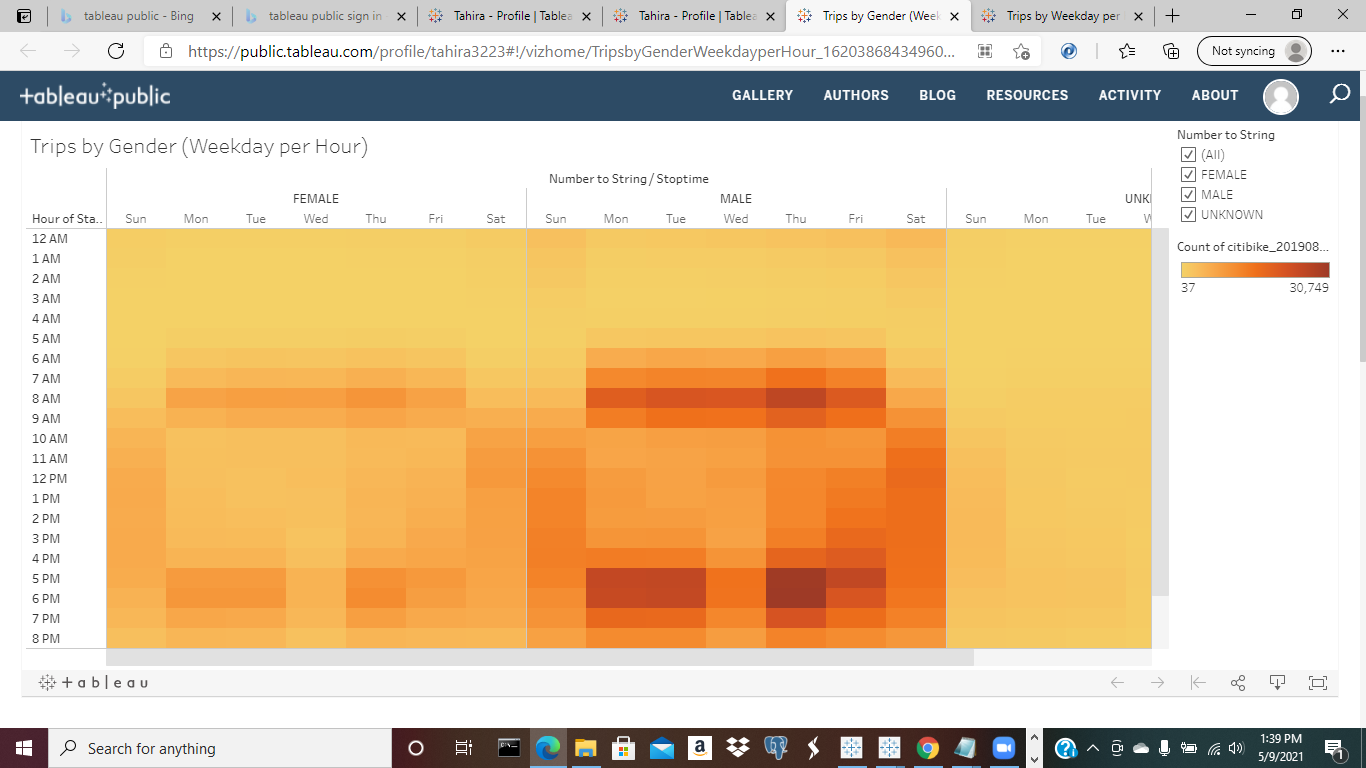 tableau public - Bing
tableau public sign in
Tahira - Profile | Tablea
Tahira - Profile | Tablea
Trips by Gender (Week
Trips by Weekday per
https://public.tableau.com/profile/tahira3223#!/vizhome/TripsbyGenderWeekdayperHour_16203868434960...
Not syncing
tableau public
GALLERY AUTHORS BLOG RESOURCES ACTIVITY ABOUT
Trips by Gender (Weekday per Hour)
Number to String / Stoptime
FEMALE MALE UNK
Hour of Sta.. Sun Mon Tue Wed Thu Fri Sat Sun Mon Tue Wed Thu Fri Sat Sun Mon Tue
12 AM
1 AM
2 AM
3 AM
4 AM
5 AM
6 AM
7 AM
8 AM
9 AM
10 AM
11 AM
12 PM
1 PM
2 PM
3 PM
4 PM
5 PM
6 PM
7 PM
8 PM
Number to String
(All)
FEMALE
MALE
UNKNOWN
Count of citibike_201908...
37 30,749
+ableau
Search for anything
1:39 PM
5/9/2021
1